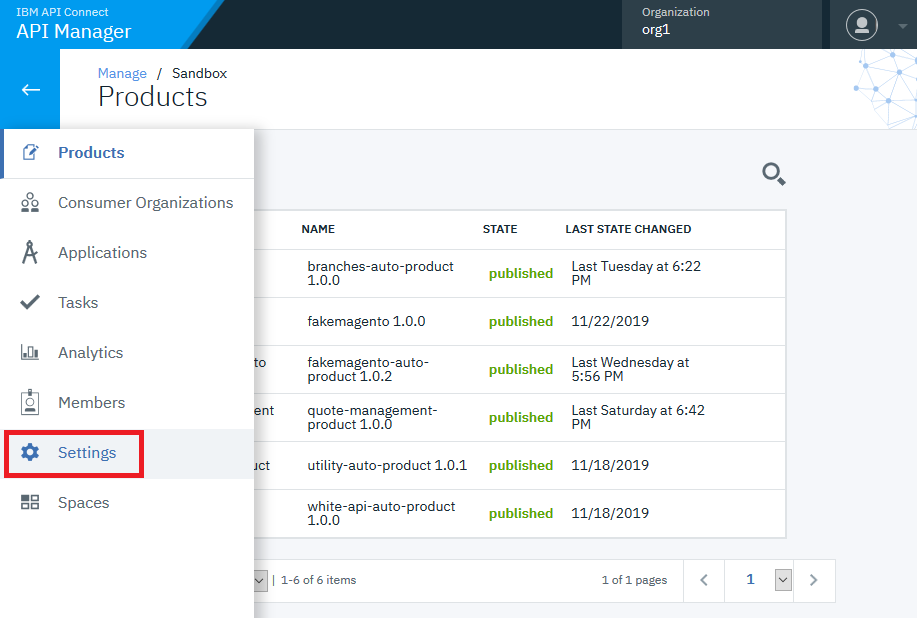 IBM API Connect
API Manager
Organization
org1
Manage / Sandbox
Products
Products
Consumer Organizations
Applications
Tasks
Analytics
Members
Settings
Spaces
NAME STATE LAST STATE CHANGED
branches-auto-product
1.0.0
published
Last Tuesday at 6:22
PM
fakemagento 1.0.0 published 11/22/2019
to
fakemagento-auto-
product 1.0.2
published
Last Wednesday at
5:56 PM
ent
quote-management-
product 1.0.0
published
Last Saturday at 6:42
PM
uct utility-auto-product 1.0.1 published 11/18/2019
white-api-auto-product
1.0.0
published
11/18/2019
| 1-6 of 6 items 1 of 1 pages 1